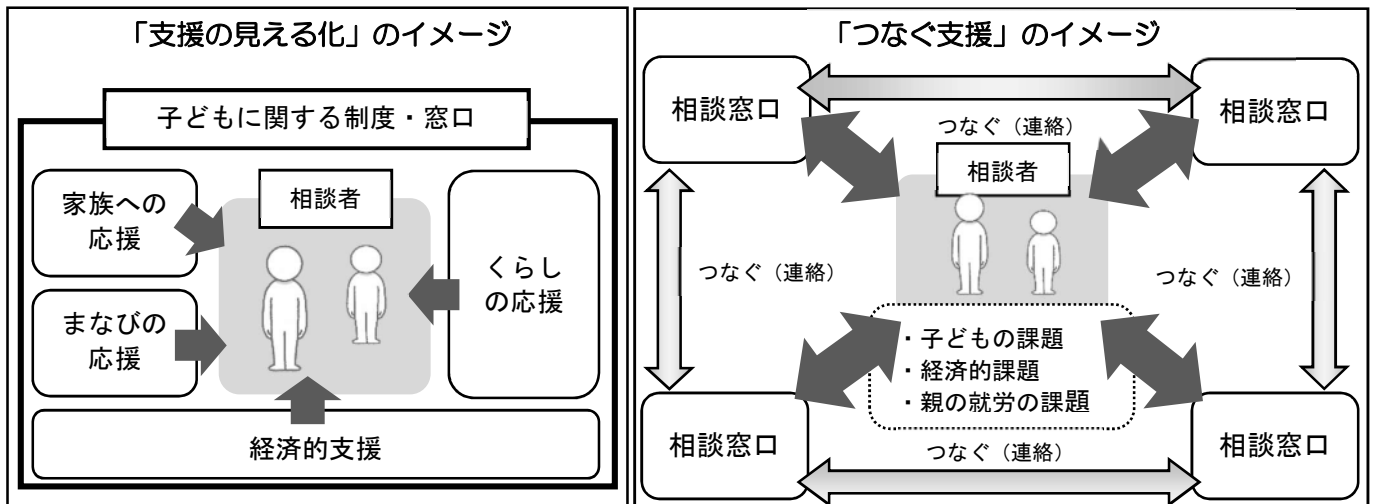 「支援の見える化」のイメージ
子どもに関する制度・窓口
家族への
応援
相談者
くらし
の応援
まなびの
応援
経済的支援
「つなぐ支援」のイメージ
相談窓口
相談窓口
つなぐ（連絡）
相談者
つなぐ（連絡）
つなぐ（連絡）
・子どもの課題
・経済的課題
・親の就労の課題
相談窓口
相談窓口
つなぐ（連絡）